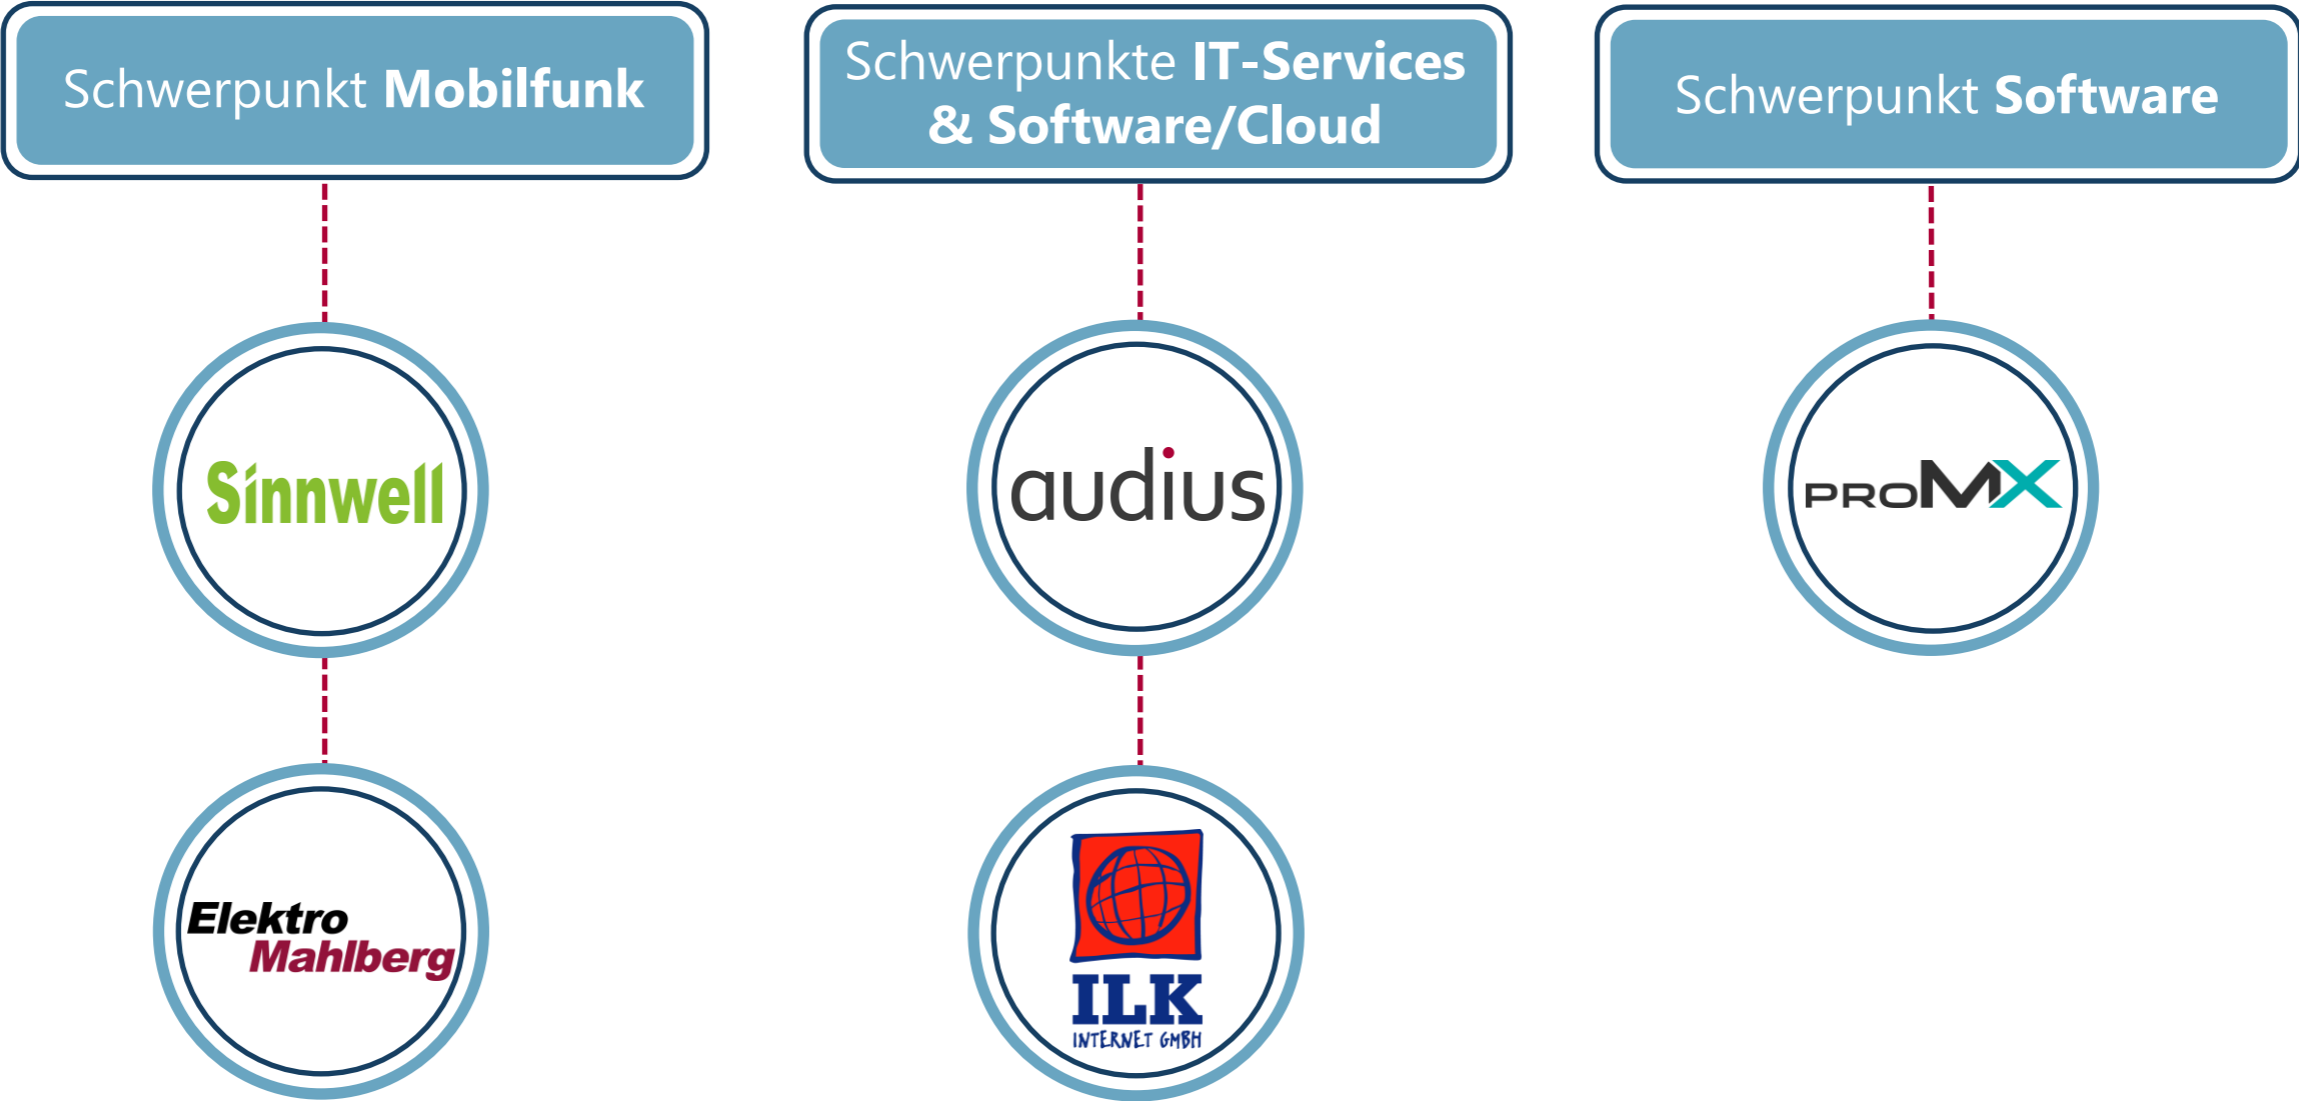 Schwerpunkt Mobilfunk
Schwerpunkte IT-Services
& Software/Cloud
Schwerpunkt Software
Sinnwell
audius
PROMX
Elektro
Mahlberg
ILK
INTERNET GMBH